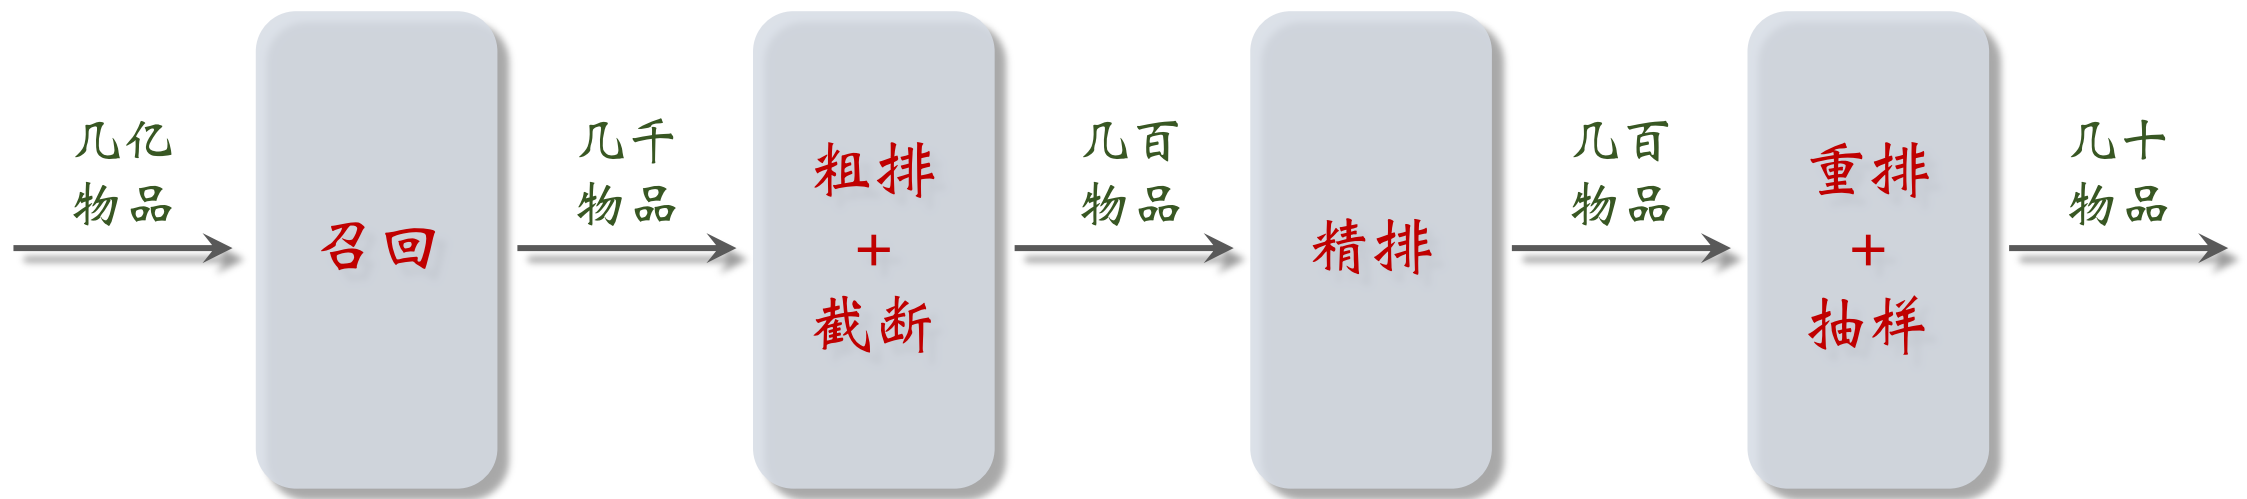 几亿
物品
召回
几千
物品
粗排
+
截断
几百
物品
精排
几百
物品
重排
+
抽样
几十
物品